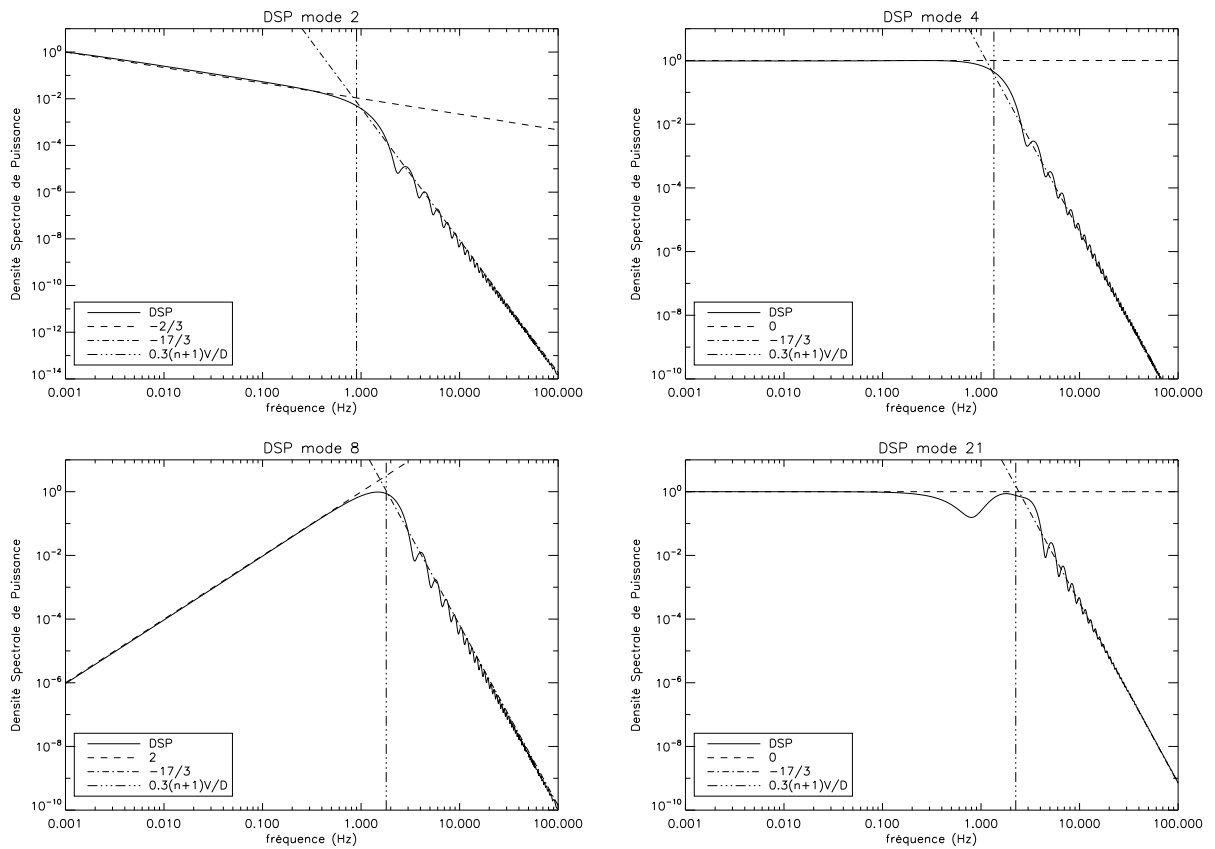 DSP mode 2
Densité Spectrale de Puissance
10⁰
10⁻²
10⁻⁴
10⁻⁶
10⁻⁸
10⁻¹⁰
10⁻¹²
10⁻¹⁴
DSP
−2/3
−17/3
0.3(n+1)V/D
0.001 0.010 0.100 1.000 10.000 100.000
fréquence (Hz)
DSP mode 4
Densité Spectrale de Puissance
10⁰
10⁻²
10⁻⁴
10⁻⁶
10⁻⁸
10⁻¹⁰
DSP
0
−17/3
0.3(n+1)V/D
0.001 0.010 0.100 1.000 10.000 100.000
fréquence (Hz)
DSP mode 8
Densité Spectrale de Puissance
10⁰
10⁻²
10⁻⁴
10⁻⁶
10⁻⁸
10⁻¹⁰
DSP
2
−17/3
0.3(n+1)V/D
0.001 0.010 0.100 1.000 10.000 100.000
fréquence (Hz)
DSP mode 21
Densité Spectrale de Puissance
10⁰
10⁻²
10⁻⁴
10⁻⁶
10⁻⁸
10⁻¹⁰
DSP
0
−17/3
0.3(n+1)V/D
0.001 0.010 0.100 1.000 10.000 100.000
fréquence (Hz)